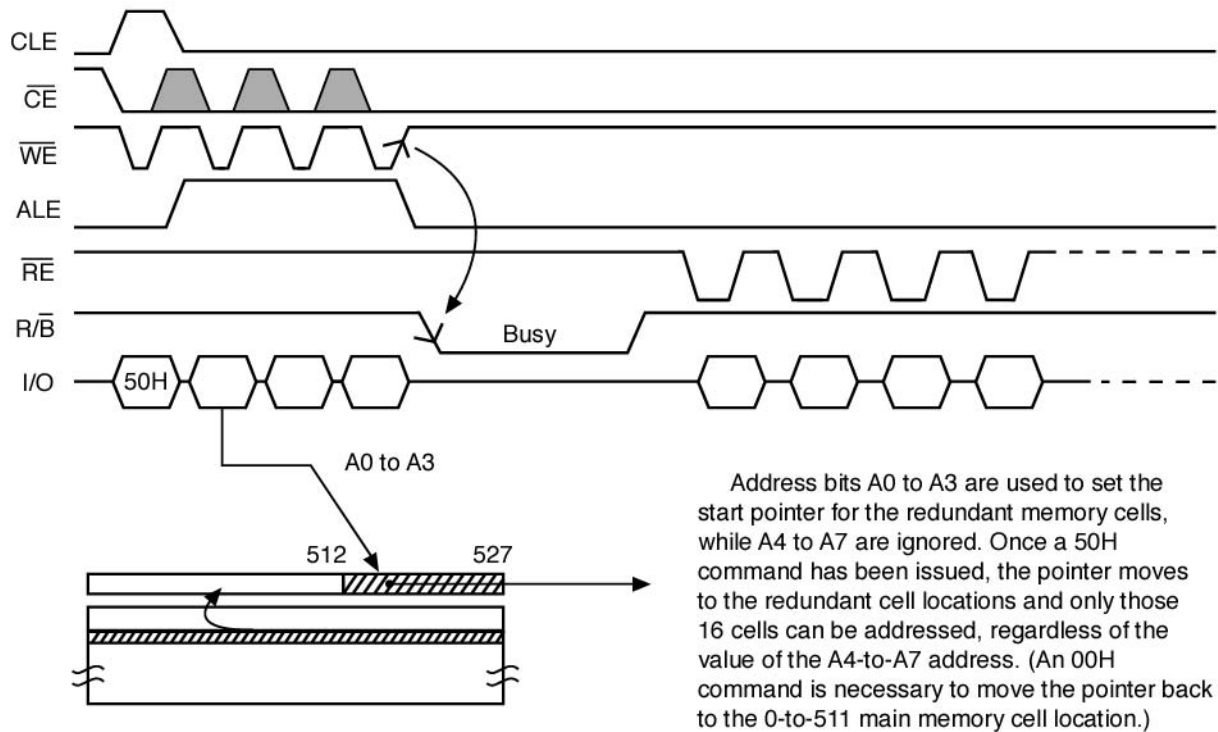 CLE
C̅E̅
W̅E̅
ALE
R̅E̅
R/B̅
Busy
I/O
50H
A0 to A3
512
527
Address bits A0 to A3 are used to set the
start pointer for the redundant memory cells,
while A4 to A7 are ignored. Once a 50H
command has been issued, the pointer moves
to the redundant cell locations and only those
16 cells can be addressed, regardless of the
value of the A4-to-A7 address. (An 00H
command is necessary to move the pointer back
to the 0-to-511 main memory cell location.)